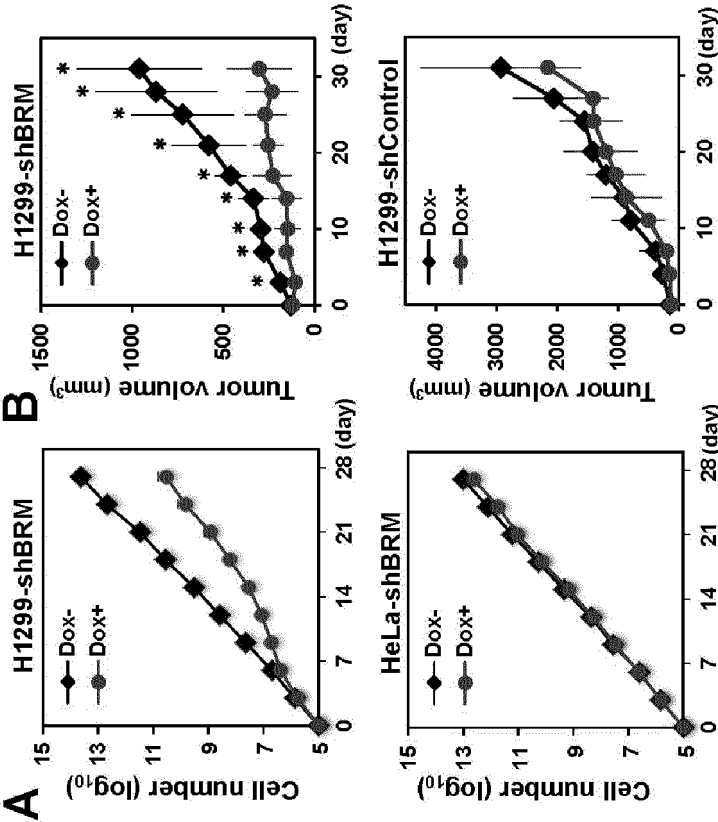 A
H1299-shBRM
Dox-
Dox+
Cell number (log10)
15
13
11
9
7
5
0
7
14
21
28 (day)
HeLa-shBRM
Dox-
Dox+
Cell number (log10)
15
13
11
9
7
5
0
7
14
21
28 (day)
B
H1299-shBRM
Dox-
Dox+
Tumor volume (mm3)
1500
1000
500
0
* * * * * * * * *
0
10
20
30 (day)
H1299-shControl
Dox-
Dox+
Tumor volume (mm3)
4000
3000
2000
1000
0
0
10
20
30 (day)